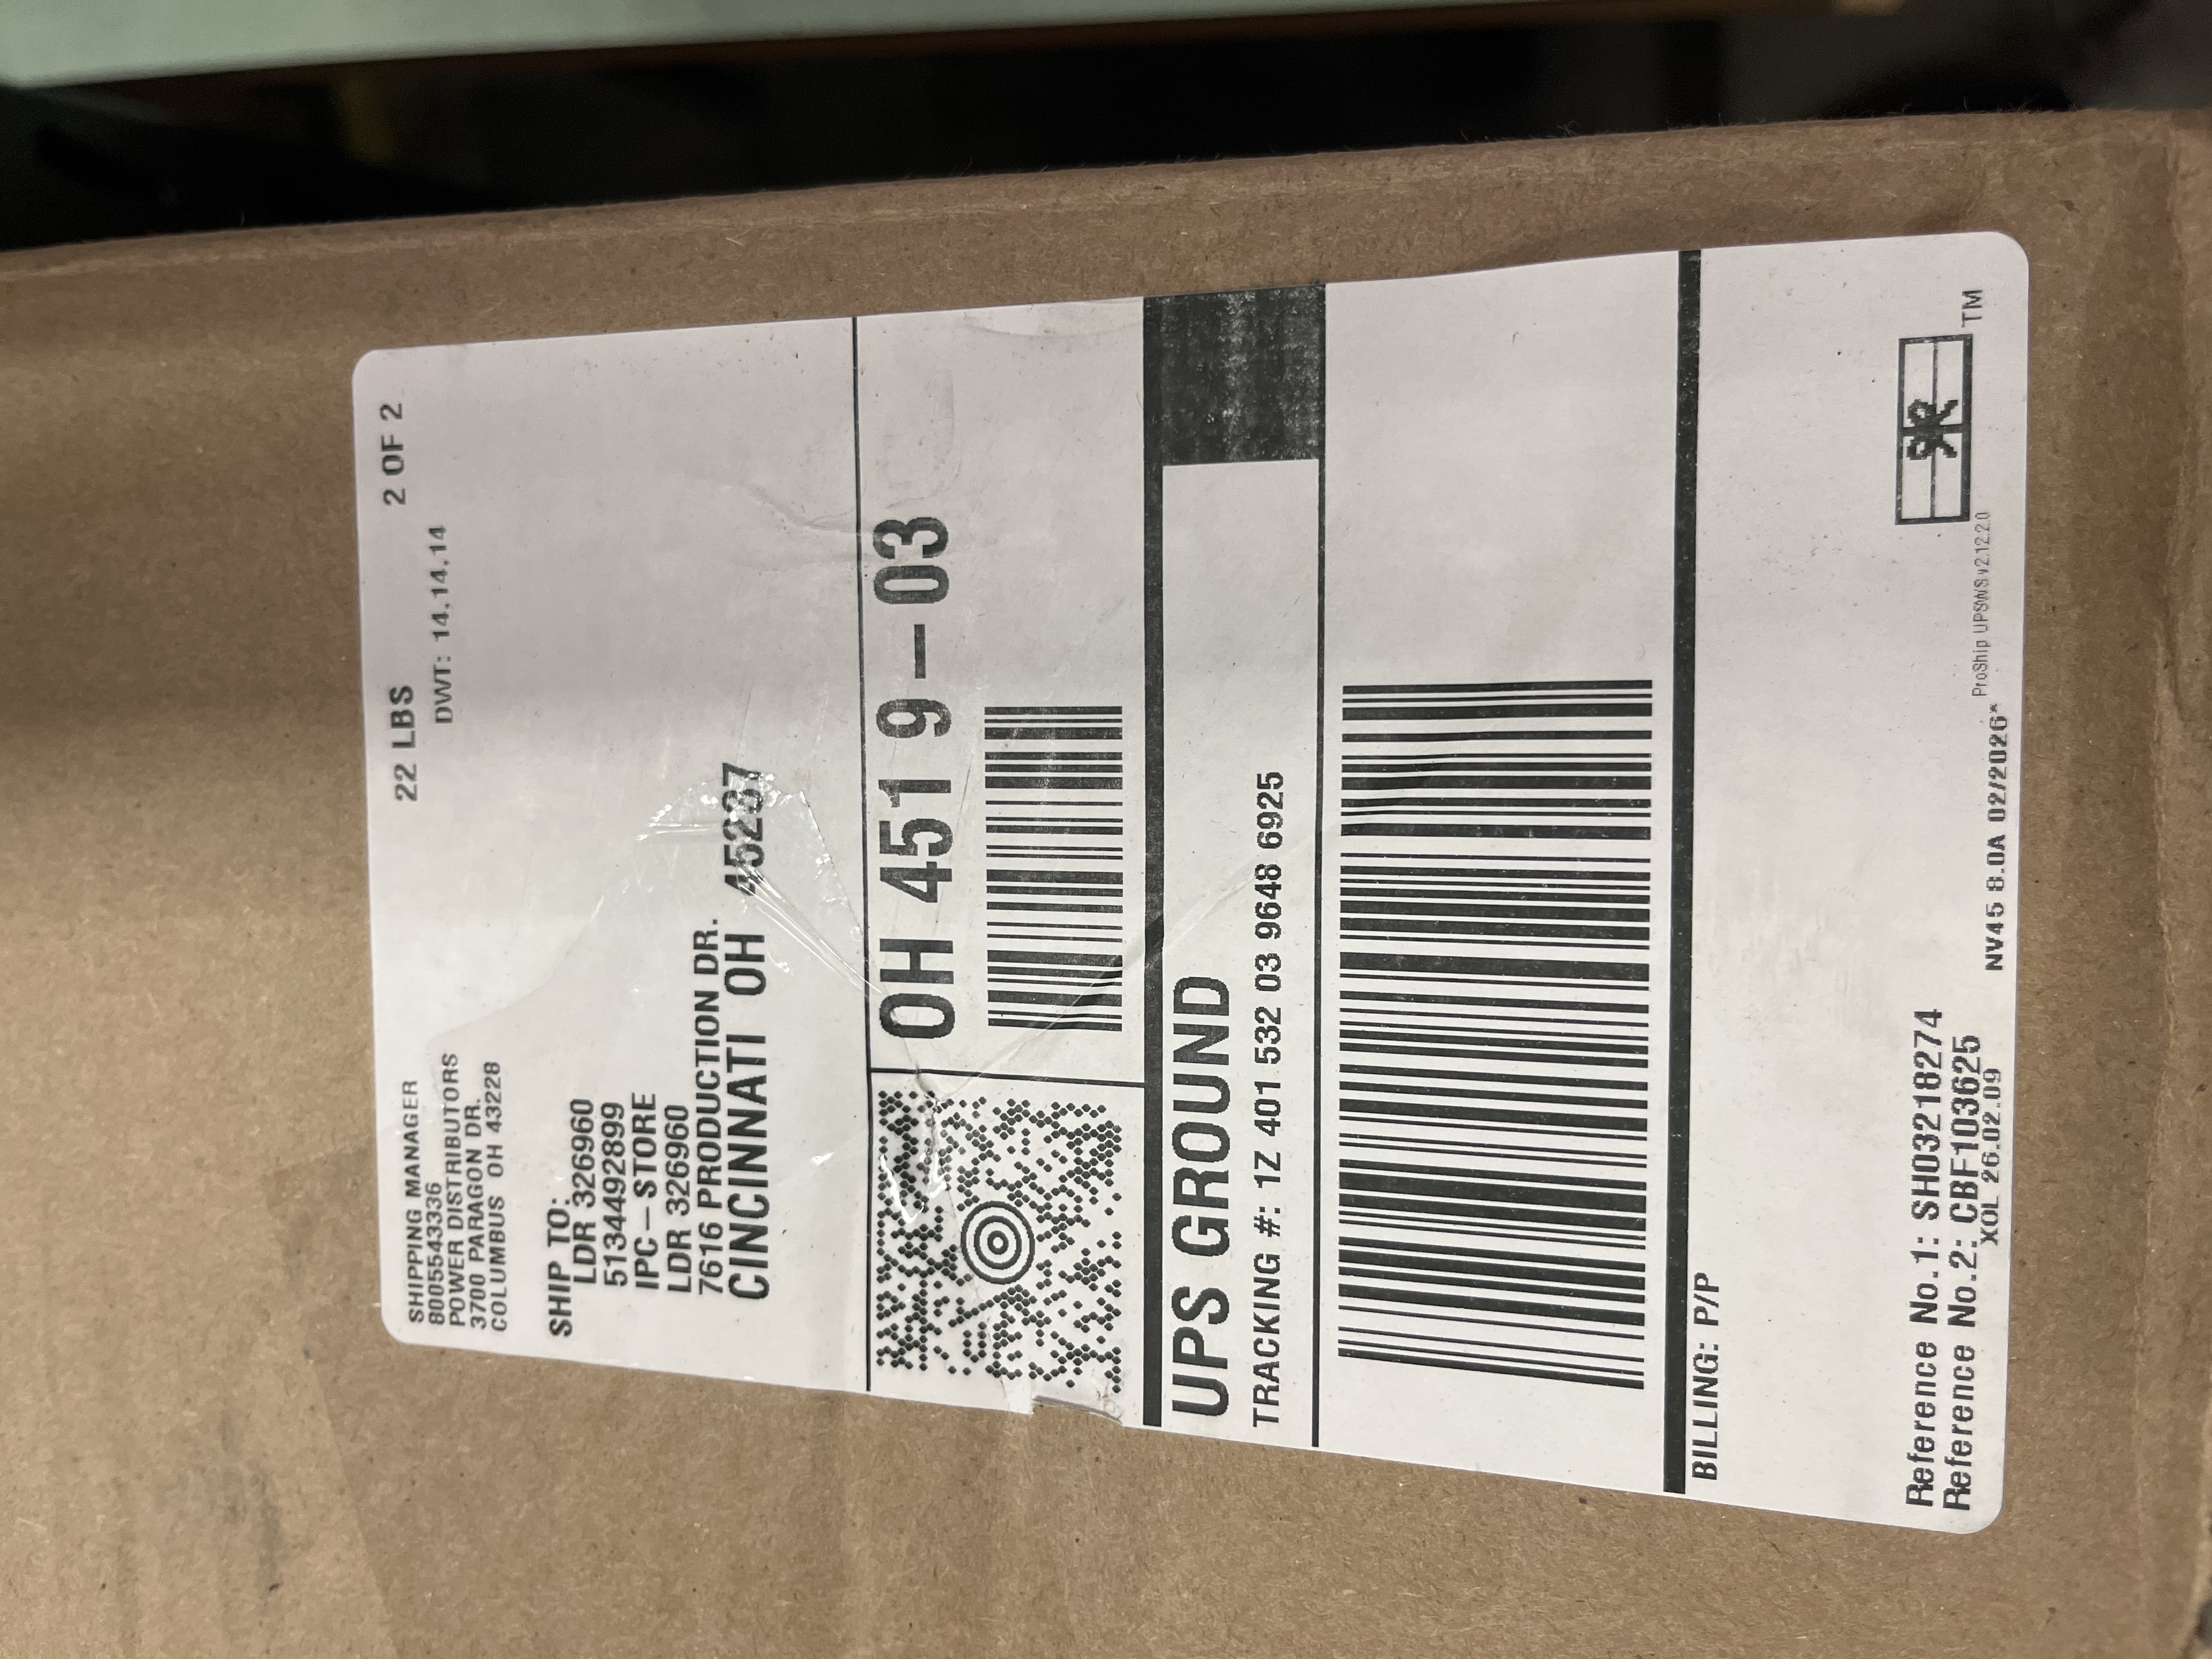 SHIPPING MANAGER
8005543336
POWER DISTRIBUTORS
3700 PARAGON DR.
COLUMBUS OH 43228
22 LBS 2 OF 2
DWT: 14,14,14
SHIP TO:
LDR 326960
5134492899
IPC-STORE
LDR 326960
7616 PRODUCTION DR.
CINCINNATI OH 45237
OH 451 9-03
UPS GROUND
TRACKING #: 1Z 401 532 03 9648 6925
BILLING: P/P
Reference No.1: SH03218274
Reference No.2: CBF103625
XOL 26.02.09 NV45 8.0A 02/2026* ProShip UPSWS v2.12.2.0
TM